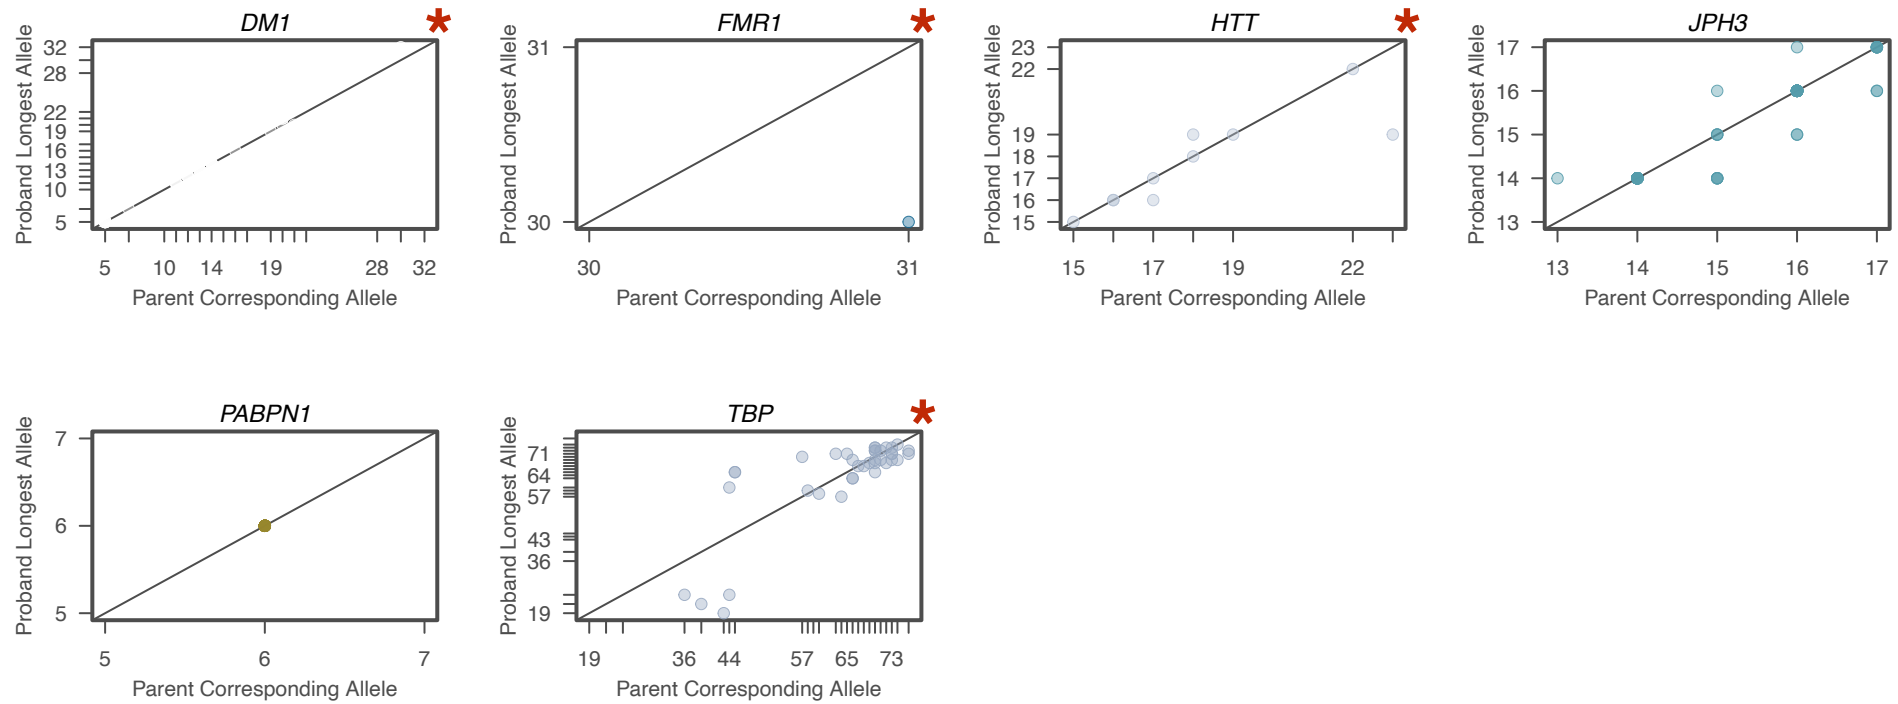 DM1 *
Proband Longest Allele
32
28
22
19
16
13
10
5
5 10 14 19 28 32
Parent Corresponding Allele
FMR1 *
Proband Longest Allele
31
30
30 31
Parent Corresponding Allele
HTT *
Proband Longest Allele
23
22
19
18
17
16
15
15 17 19 22
Parent Corresponding Allele
JPH3
Proband Longest Allele
17
16
15
14
13
13 14 15 16 17
Parent Corresponding Allele
PABPN1
Proband Longest Allele
7
6
5
5 6 7
Parent Corresponding Allele
TBP *
Proband Longest Allele
71
64
57
43
36
19
19 36 44 57 65 73
Parent Corresponding Allele